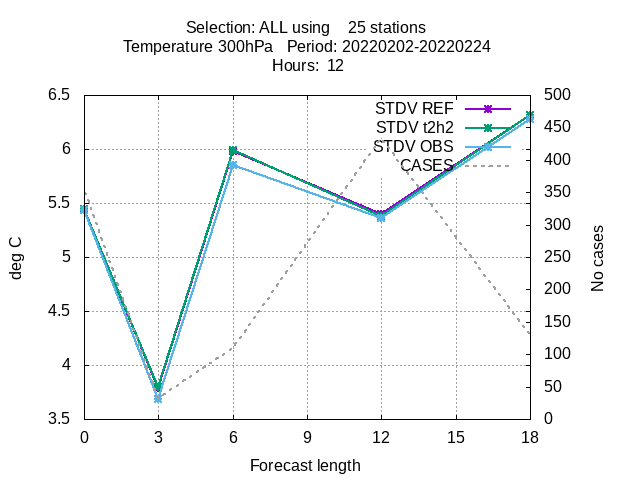 Selection: ALL using 25 stations
Temperature 300hPa Period: 20220202-20220224
Hours: 12
6.5
6
5.5
5
4.5
4
3.5
deg C
STDV REF
STDV t2h2
STDV OBS
CASES
500
450
400
350
300
250
200
150
100
50
0
No cases
0 3 6 9 12 15 18
Forecast length